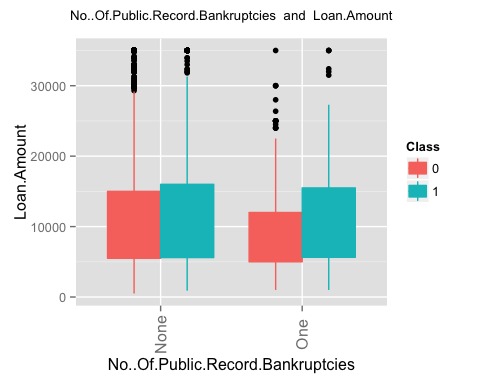 No..Of.Public.Record.Bankruptcies and Loan.Amount
Loan.Amount
30000
20000
10000
0
None
One
No..Of.Public.Record.Bankruptcies
Class
0
1